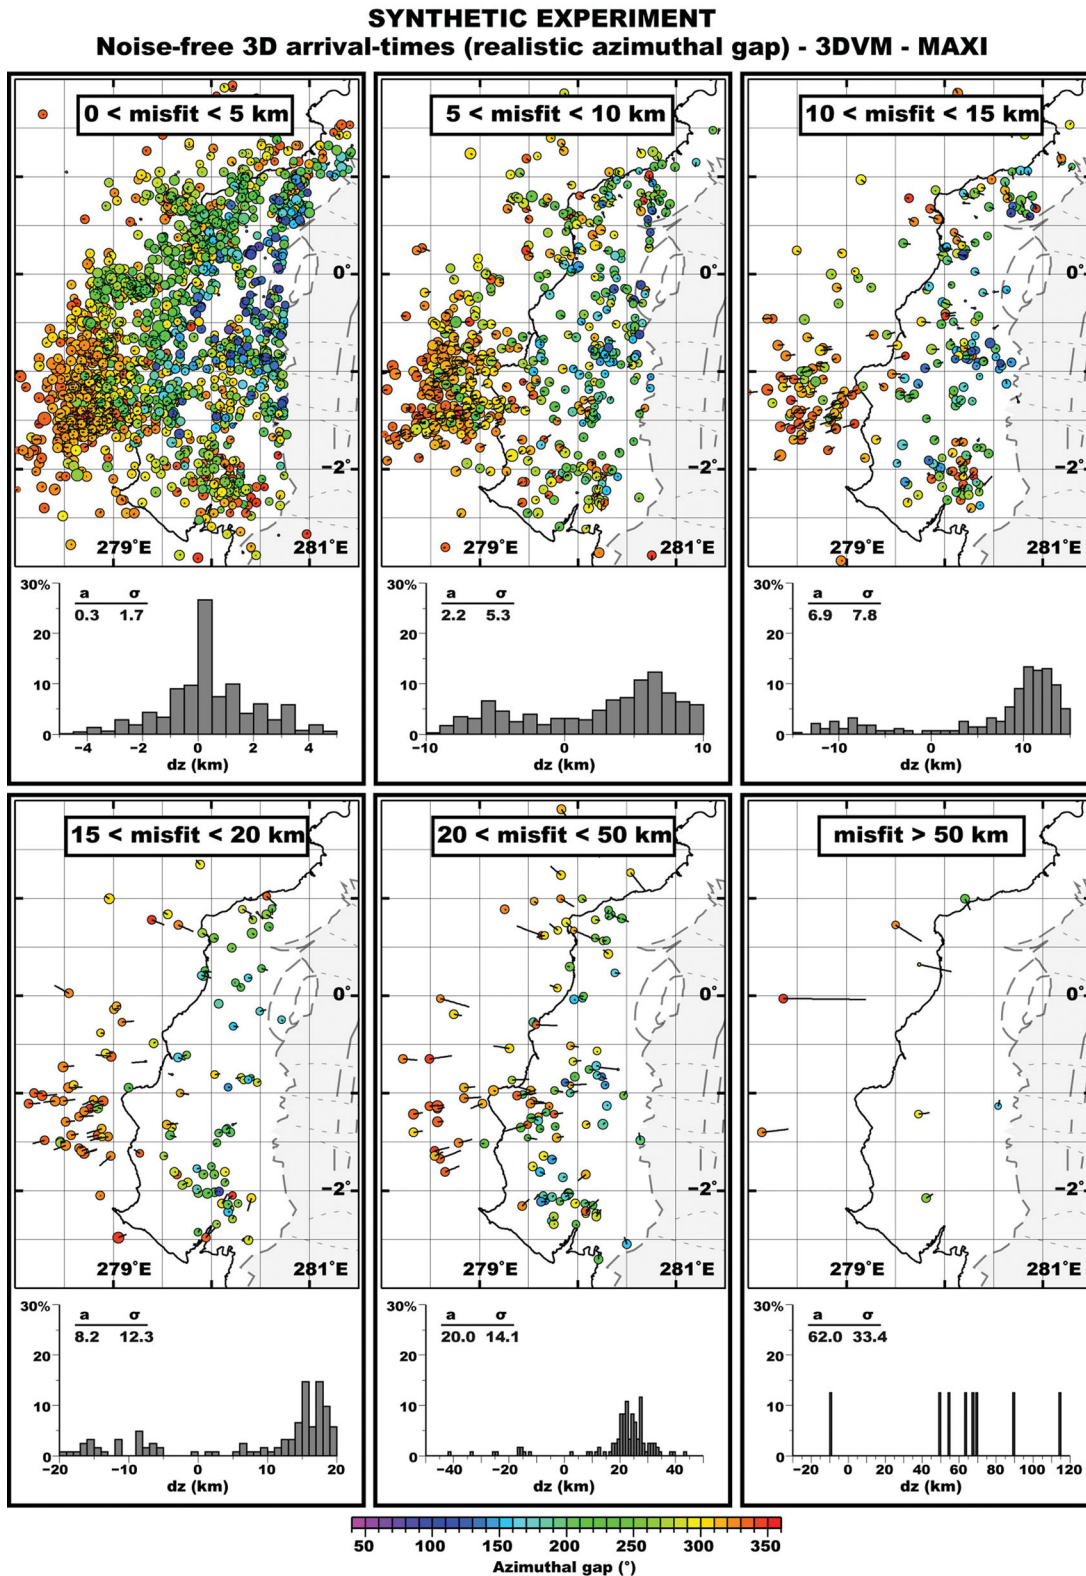 SYNTHETIC EXPERIMENT
Noise-free 3D arrival-times (realistic azimuthal gap) - 3DVM - MAXI
0 < misfit < 5 km
5 < misfit < 10 km
10 < misfit < 15 km
0°
0°
0°
−2°
−2°
−2°
279°E 281°E
279°E 281°E
279°E 281°E
30%
20
10
0
a σ
0.3 1.7
−4 −2 0 2 4
dz (km)
30%
20
10
0
a σ
2.2 5.3
−10 0 10
dz (km)
30%
20
10
0
a σ
6.9 7.8
−10 0 10
dz (km)
15 < misfit < 20 km
20 < misfit < 50 km
misfit > 50 km
0°
0°
0°
−2°
−2°
−2°
279°E 281°E
279°E 281°E
279°E 281°E
30%
20
10
0
a σ
8.2 12.3
−20 −10 0 10 20
dz (km)
30%
20
10
0
a σ
20.0 14.1
−40 −20 0 20 40
dz (km)
30%
20
10
0
a σ
62.0 33.4
−30 −20 0 20 40 60 80 100 120
dz (km)
50 100 150 200 250 300 350
Azimuthal gap (°)